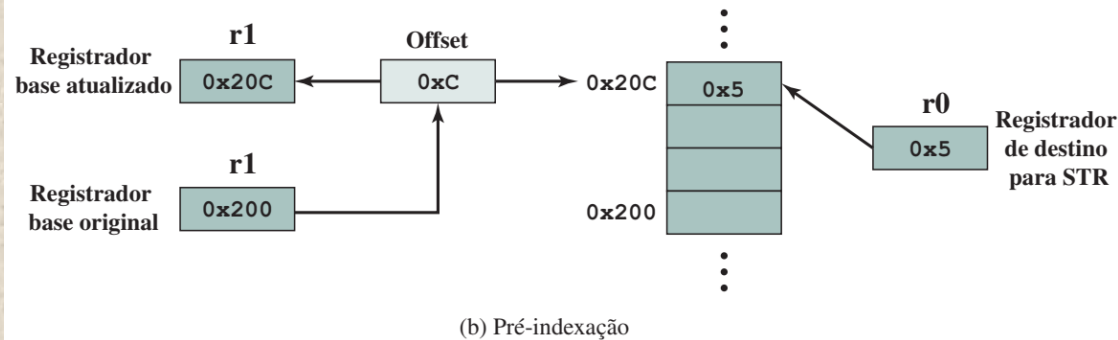 r1
Registrador
base atualizado
0x20C
Offset
0xC
0x20C
0x5
r0
0x5
Registrador
de destino
para STR
r1
Registrador
base original
0x200
0x200
(b) Pré-indexação